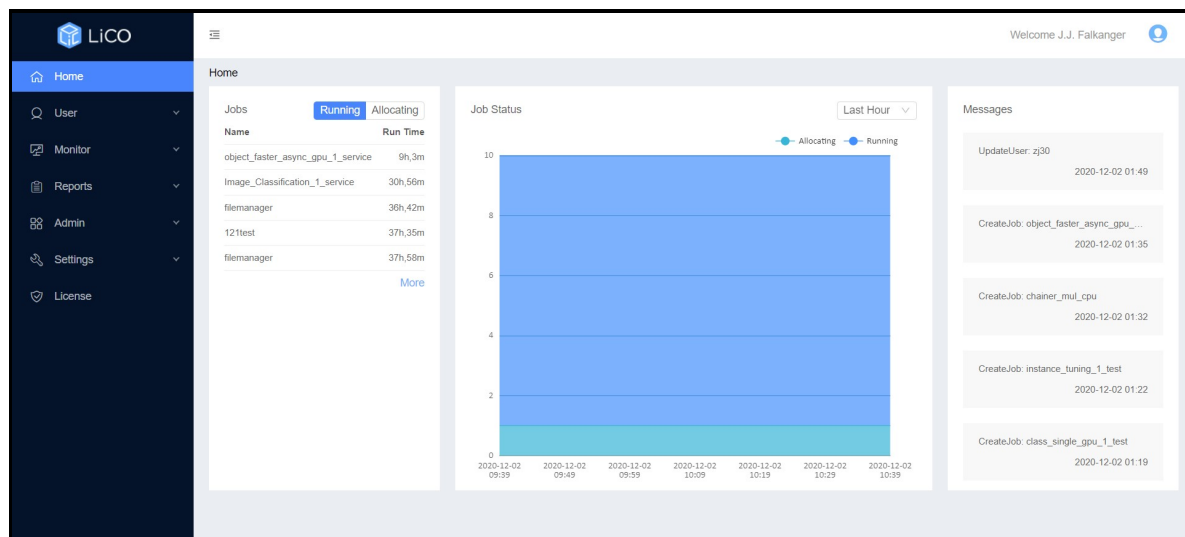 LiCO
Welcome J.J. Falkanger
Home
User
Monitor
Reports
Admin
Settings
License
Home
Jobs
Running Allocating
Name Run Time
object_faster_async_gpu_1_service 9h,3m
Image_Classification_1_service 30h,56m
filemanager 36h,42m
121test 37h,35m
filemanager 37h,58m
More
Job Status
Last Hour
Allocating Running
10
8
6
4
2
0
2020-12-02 2020-12-02 2020-12-02 2020-12-02 2020-12-02 2020-12-02 2020-12-02
09:39 09:49 09:59 10:09 10:19 10:29 10:39
Messages
UpdateUser: zj30
2020-12-02 01:49
CreateJob: object_faster_async_gpu_...
2020-12-02 01:35
CreateJob: chainer_mul_cpu
2020-12-02 01:32
CreateJob: instance_tuning_1_test
2020-12-02 01:22
CreateJob: class_single_gpu_1_test
2020-12-02 01:19